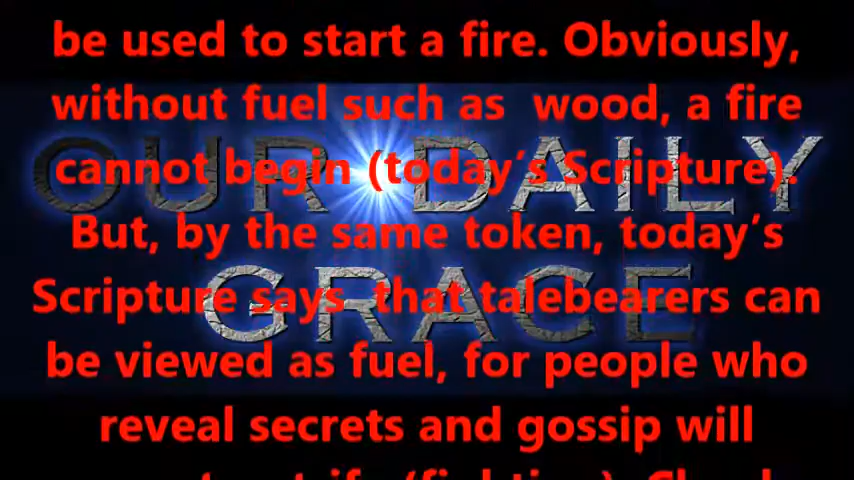 be used to start a fire. Obviously,
without fuel such as  wood, a fire
cannot begin (today's Scripture).
But, by the same token, today's
Scripture says  that talebearers can
be viewed as fuel, for people who
reveal secrets and gossip will
OUR DAILY
GRACE